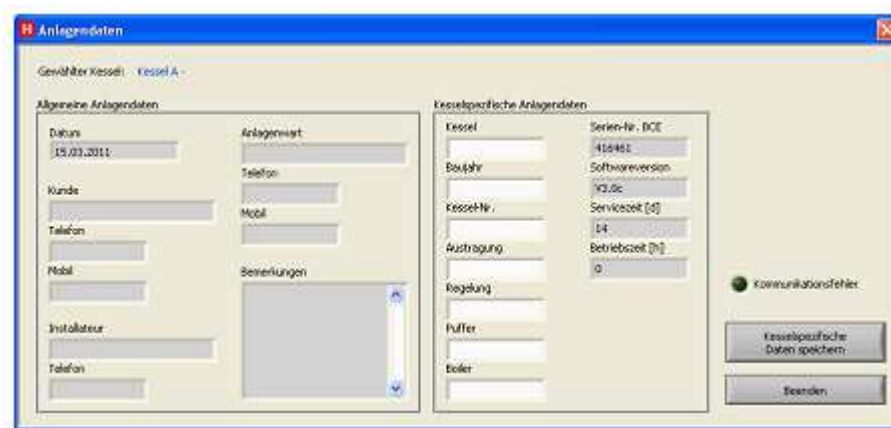 H Anlagendaten
Gewählter Kessel: Kessel A -
Allgemeine Anlagendaten
Datum
15.03.2011
Kunde
Telefon
Mobil
Installateur
Telefon
Anlagenwart
Telefon
Mobil
Bemerkungen
Kesselspezifische Anlagendaten
Kessel
Baujahr
Kessel-Nr.
Austragung
Regelung
Puffer
Boiler
Serien-Nr. BCE
416461
Softwareversion
V3.0c
Servicezeit [d]
14
Betriebszeit [h]
0
Kommunikationsfehler
Kesselspezifische
Daten speichern
Beenden